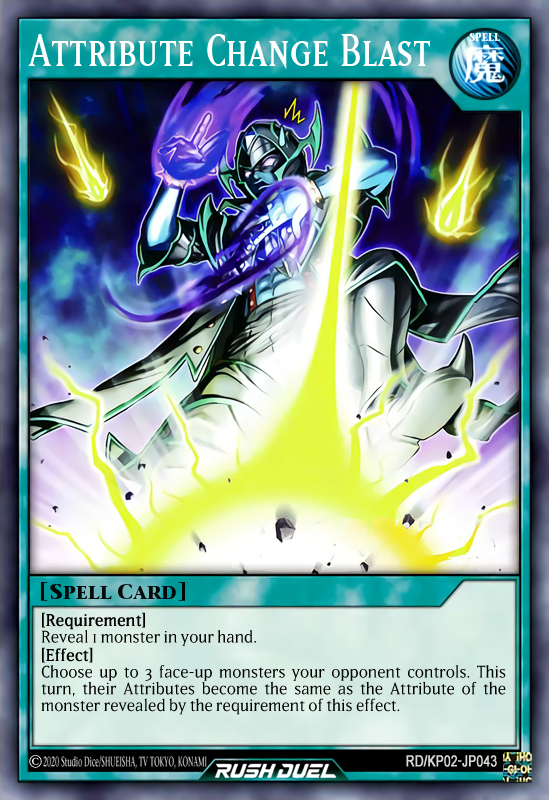 Attribute Change Blast
SPELL
魔
[Spell Card]
[Requirement]
Reveal 1 monster in your hand.
[Effect]
Choose up to 3 face-up monsters your opponent controls. This
turn, their Attributes become the same as the Attribute of the
monster revealed by the requirement of this effect.
©2020 Studio Dice/SHUEISHA, TV TOKYO, KONAMI
RUSH DUEL
RD/KP02-JP043